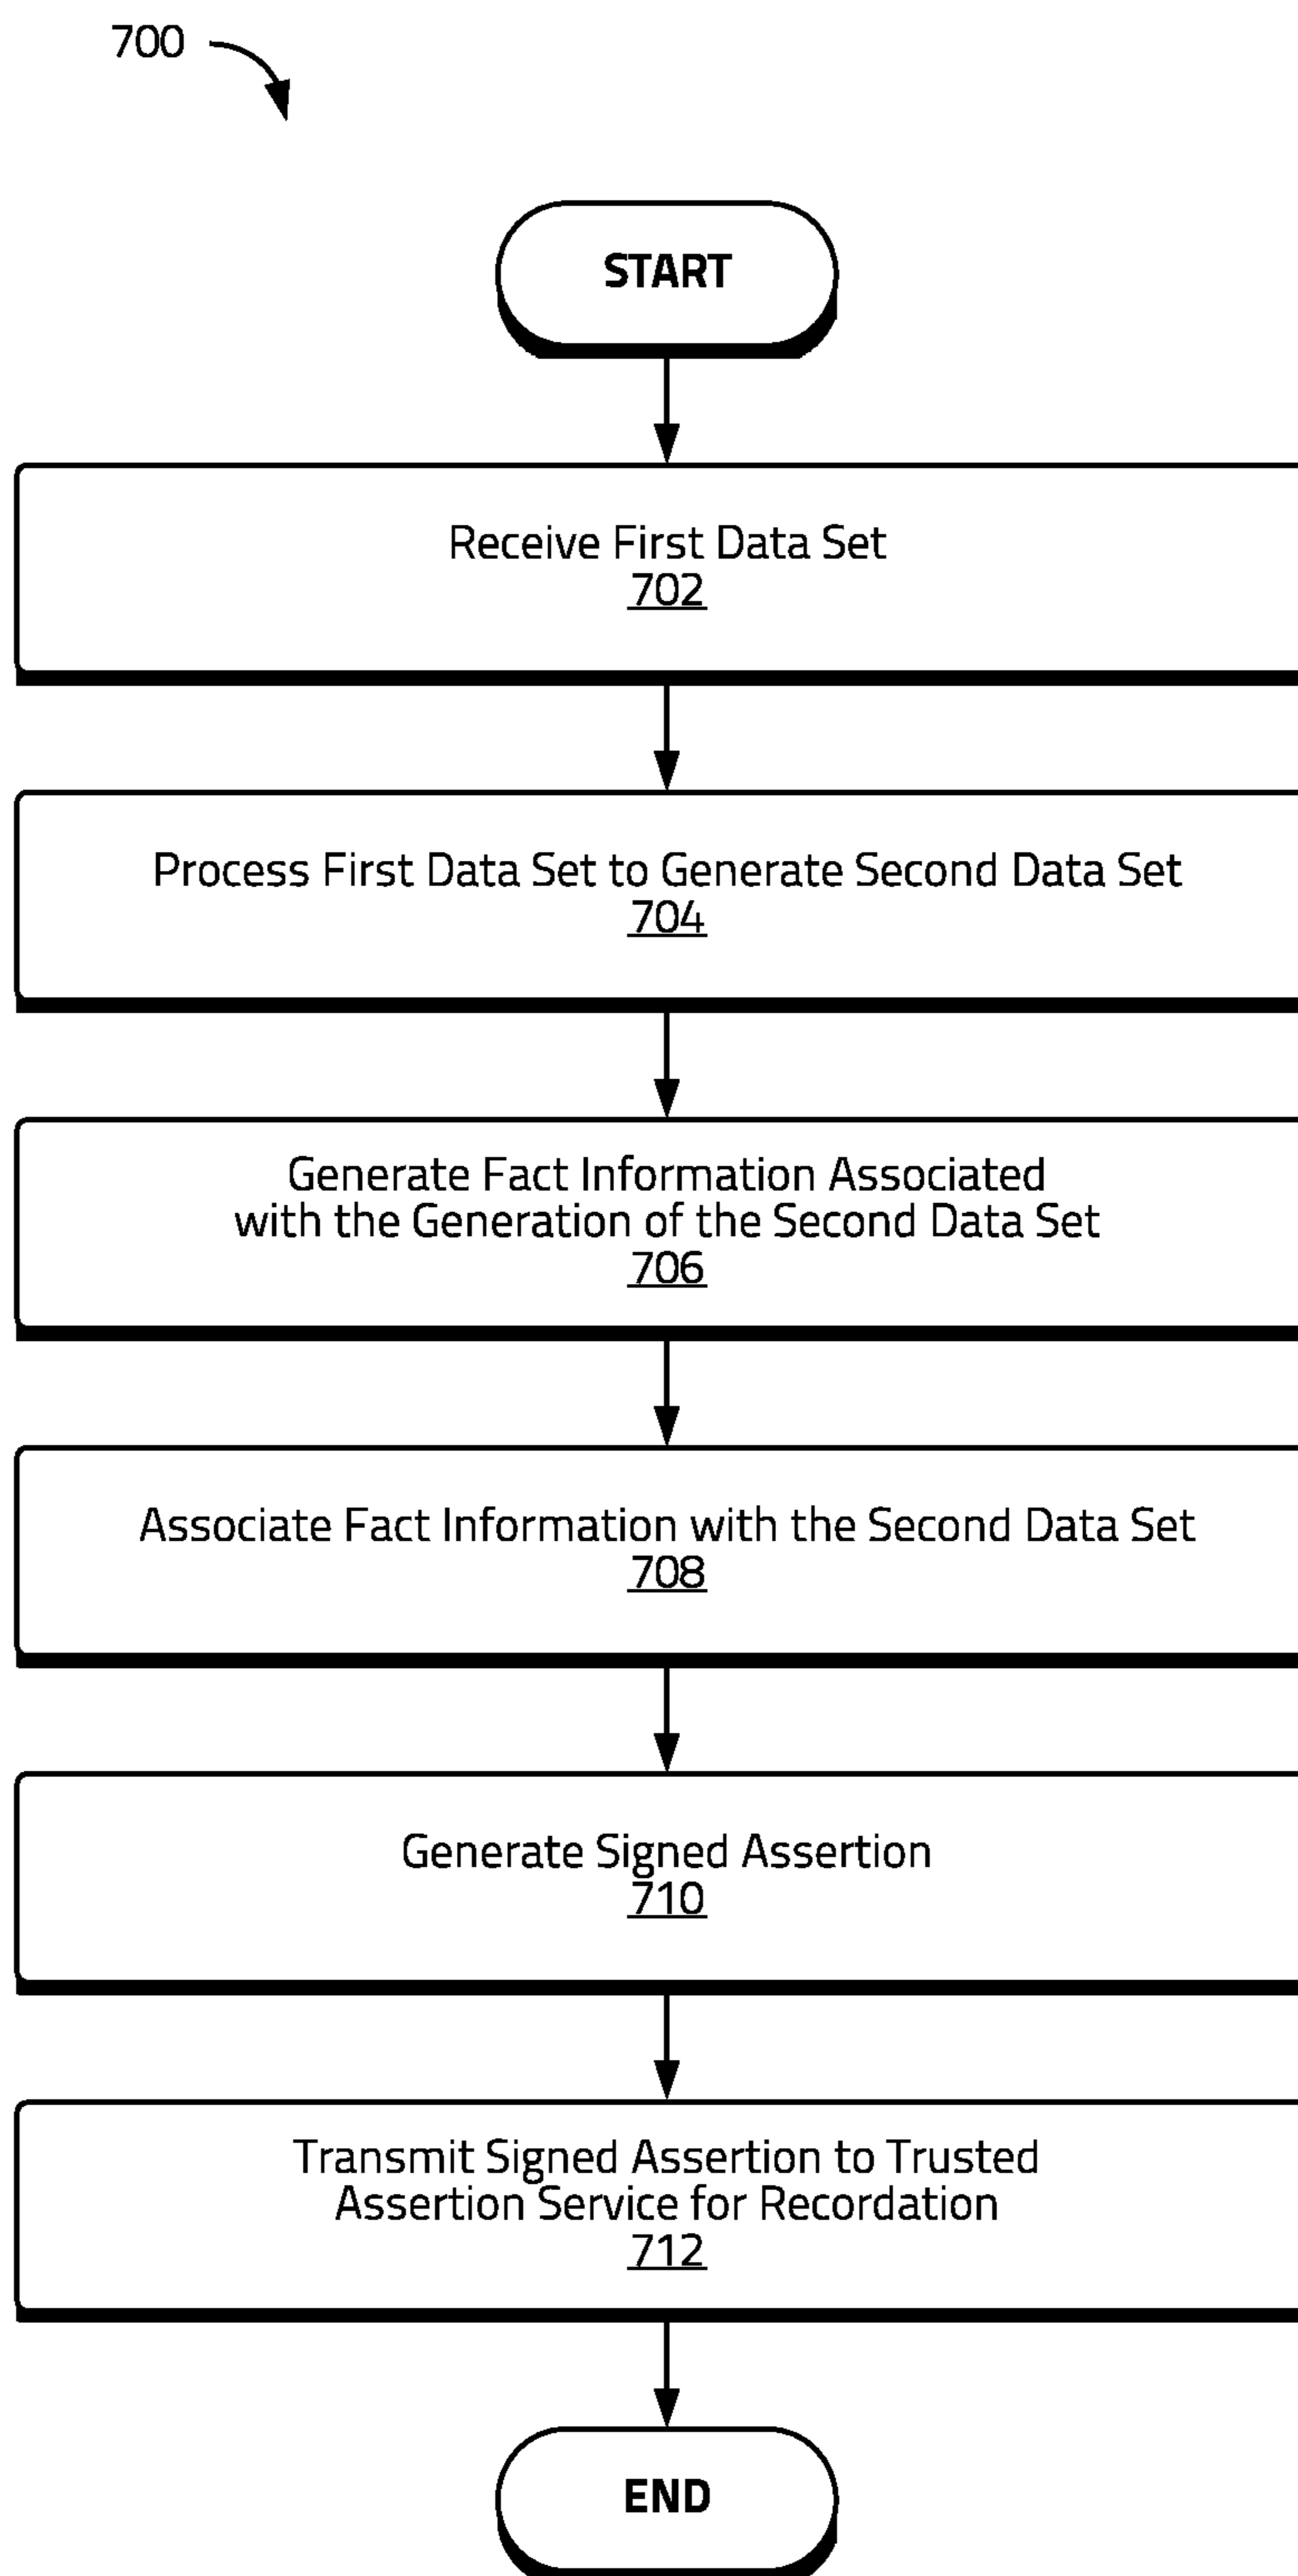 700
START
Receive First Data Set
702
Process First Data Set to Generate Second Data Set
704
Generate Fact Information Associated
with the Generation of the Second Data Set
706
Associate Fact Information with the Second Data Set
708
Generate Signed Assertion
710
Transmit Signed Assertion to Trusted
Assertion Service for Recordation
712
END